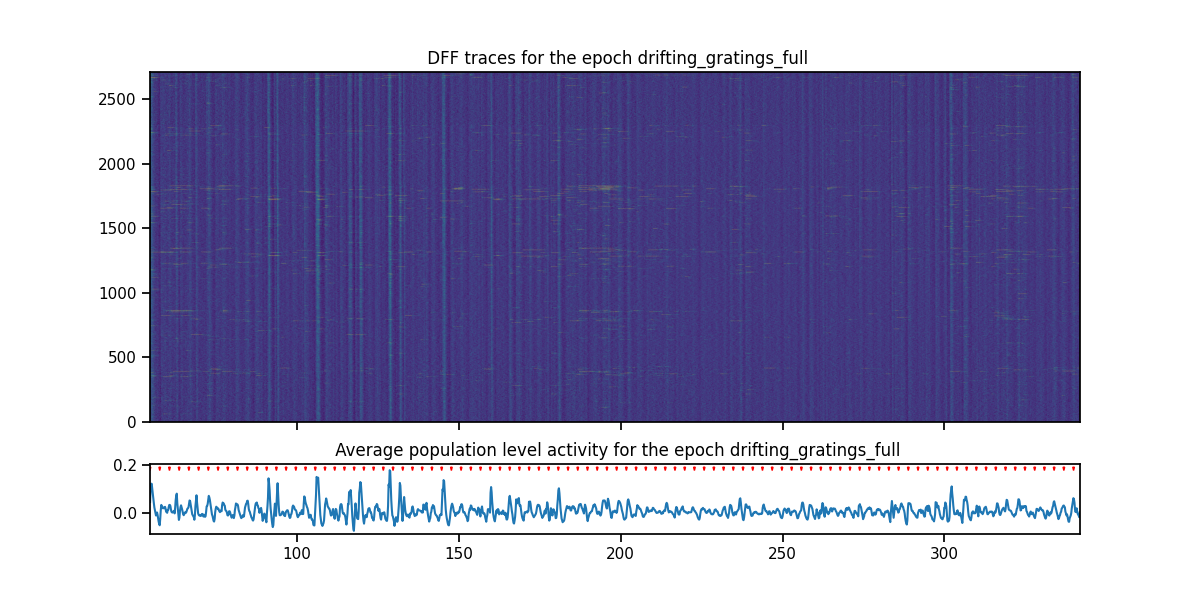 DFF traces for the epoch drifting_gratings_full
2500
2000
1500
1000
500
0
Average population level activity for the epoch drifting_gratings_full
0.2
0.0
100 150 200 250 300